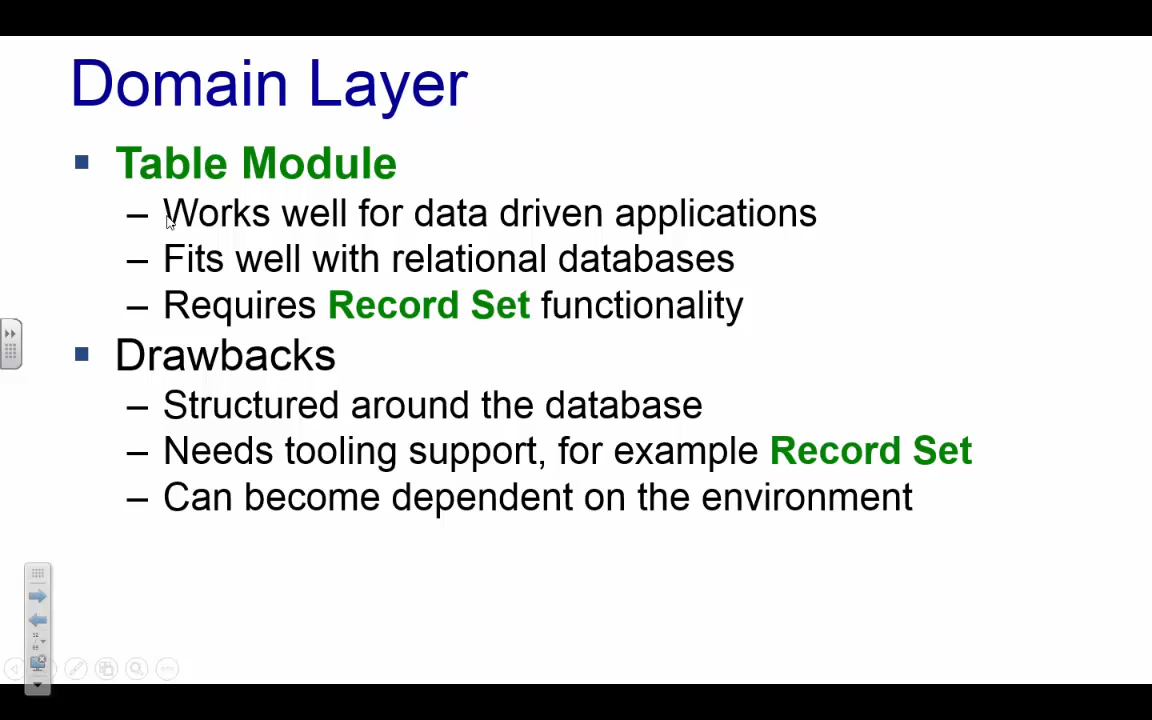 Domain Layer
▪ Table Module
– Works well for data driven applications
– Fits well with relational databases
– Requires Record Set functionality
▪ Drawbacks
– Structured around the database
– Needs tooling support, for example Record Set
– Can become dependent on the environment